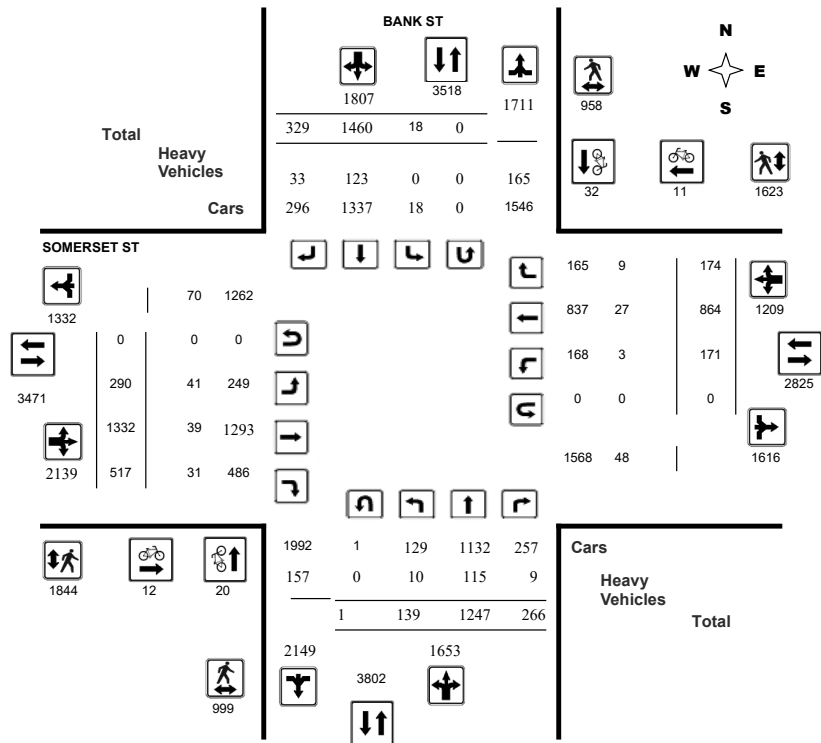 BANK ST
N
W E
S
1807 3518 1711 958
Total 329 1460 18 0
Heavy
Vehicles 33 123 0 0 165 32 11 1623
Cars 296 1337 18 0 1546
SOMERSET ST
165 9 174
70 1262
1332 837 27 864 1209
0 0 0
168 3 171
3471 290 41 249 2825
0 0 0
1332 39 1293
2139 517 31 486 1568 48 1616
1992 1 129 1132 257 Cars
1844 12 20 157 0 10 115 9 Heavy
Vehicles
1 139 1247 266 Total
2149 1653
3802
999